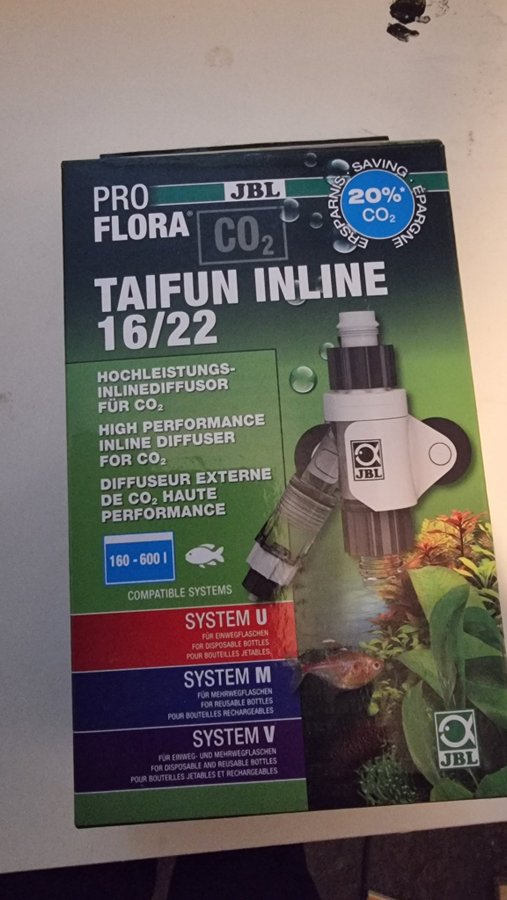 PRO
FLORA®
JBL
CO₂
ERSPARNIS · SAVING · ÉPARGNE
20%*
CO₂
TAIFUN INLINE
16/22
HOCHLEISTUNGS-
INLINEDIFFUSOR
FÜR CO₂
HIGH PERFORMANCE
INLINE DIFFUSER
FOR CO₂
DIFFUSEUR EXTERNE
DE CO₂ HAUTE
PERFORMANCE
JBL
160 - 600 l
COMPATIBLE SYSTEMS
SYSTEM U
FÜR EINWEGFLASCHEN
FOR DISPOSABLE BOTTLES
POUR BOUTEILLES JETABLES
SYSTEM M
FÜR MEHRWEGFLASCHEN
FOR REUSABLE BOTTLES
POUR BOUTEILLES RECHARGEABLES
SYSTEM V
FÜR EINWEG- UND MEHRWEGFLASCHEN
FOR DISPOSABLE AND REUSABLE BOTTLES
POUR BOUTEILLES JETABLES ET RECHARGEABLES
JBL